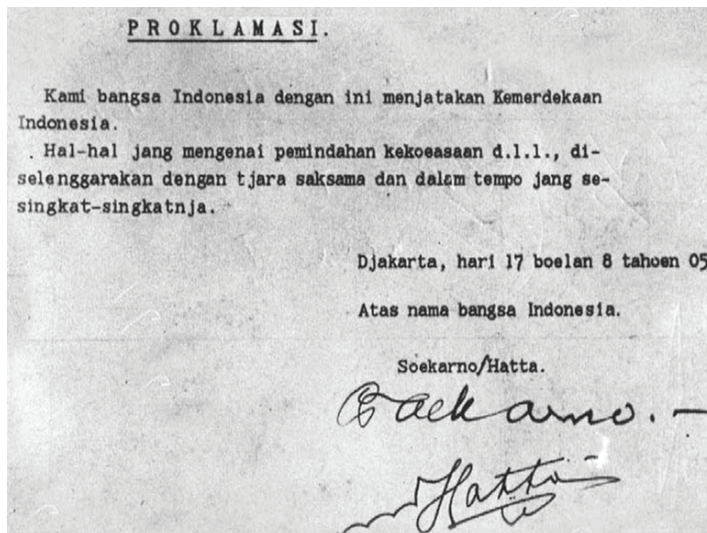 PROKLAMASI.
Kami bangsa Indonesia dengan ini menjatakan Kemerdekaan
Indonesia.
Hal-hal jang mengenai pemindahan kekoeasaan d.l.l., di-
selenggarakan dengan tjara saksama dan dalam tempo jang se-
singkat-singkatnja.
Djakarta, hari 17 boelan 8 tahoen 05
Atas nama bangsa Indonesia.
Soekarno/Hatta.
Soekarno.-
Hatta